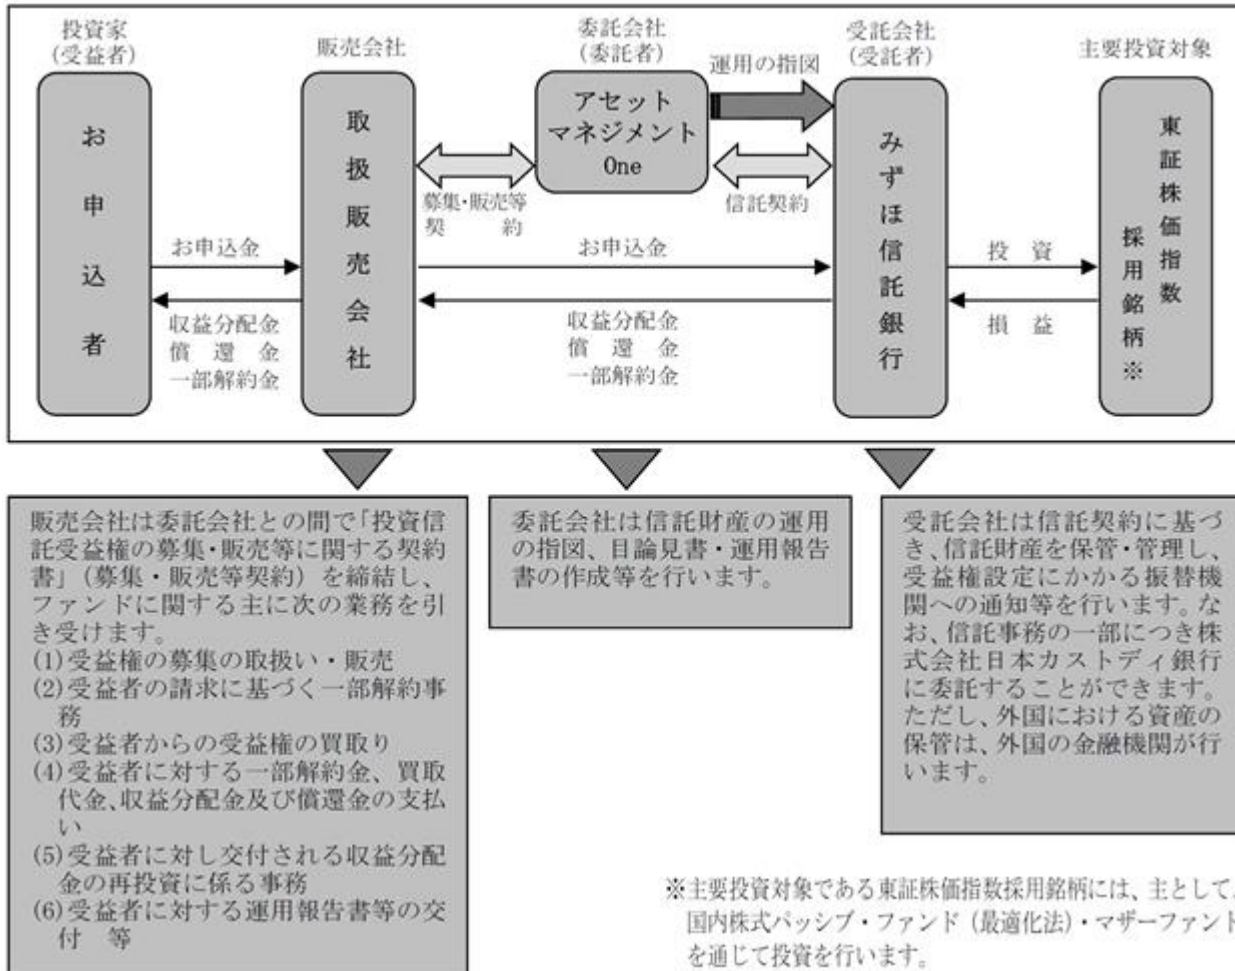 投資家
(受益者)
販売会社
委託会社
(委託者)
受託会社
(受託者)
主要投資対象
運用の指図
お申込者
取扱販売会社
アセット
マネジメント
One
みずほ信託銀行
東証株価指数
採用銘柄※
募集・販売等
契約
信託契約
お申込金
お申込金
投資
収益分配金
償還金
一部解約金
収益分配金
償還金
一部解約金
損益
販売会社は委託会社との間で「投資信
託受益権の募集・販売等に関する契約
書」(募集・販売等契約)を締結し、
ファンドに関する主に次の業務を引
き受けます。
(1)受益権の募集の取扱い・販売
(2)受益者の請求に基づく一部解約事
務
(3)受益者からの受益権の買取り
(4)受益者に対する一部解約金、買取
代金、収益分配金及び償還金の支払
い
(5)受益者に対し交付される収益分配
金の再投資に係る事務
(6)受益者に対する運用報告書等の交
付 等
委託会社は信託財産の運用
の指図、目論見書・運用報告
書の作成等を行います。
受託会社は信託契約に基づ
き、信託財産を保管・管理し、
受益権設定にかかる振替機
関への通知等を行います。な
お、信託事務の一部につき株
式会社日本カストディ銀行
に委託することができます。
ただし、外国における資産の
保管は、外国の金融機関が行
います。
※主要投資対象である東証株価指数採用銘柄には、主として、
国内株式パッシブ・ファンド(最適化法)・マザーファンド
を通じて投資を行います。